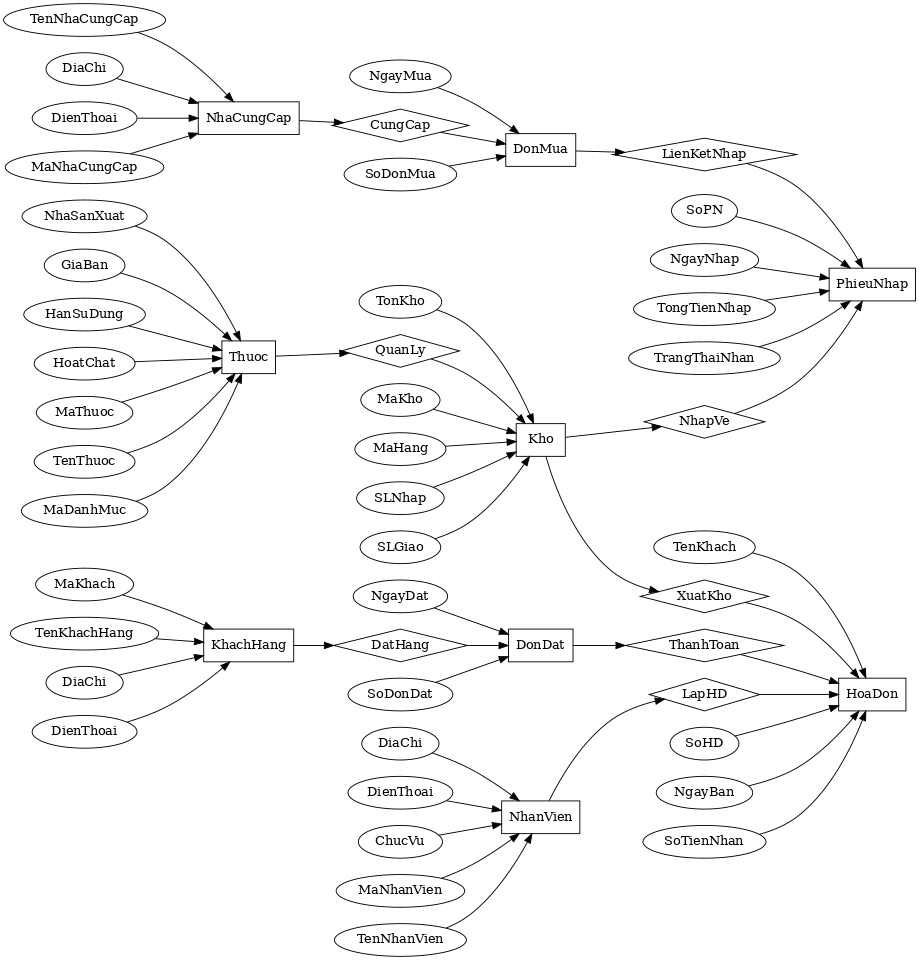 TenNhaCungCap
DiaChi
DienThoai
MaNhaCungCap
NhaCungCap
CungCap
NgayMua
SoDonMua
DonMua
LienKetNhap
SoPN
NgayNhap
TongTienNhap
TrangThaiNhan
PhieuNhap
NhaSanXuat
GiaBan
HanSuDung
HoatChat
MaThuoc
TenThuoc
MaDanhMuc
Thuoc
QuanLy
TonKho
MaKho
MaHang
SLNhap
SLGiao
Kho
NhapVe
XuatKho
MaKhach
TenKhachHang
DiaChi
DienThoai
KhachHang
DatHang
NgayDat
SoDonDat
DonDat
ThanhToan
TenKhach
LapHD
SoHD
NgayBan
SoTienNhan
HoaDon
DiaChi
DienThoai
ChucVu
MaNhanVien
TenNhanVien
NhanVien